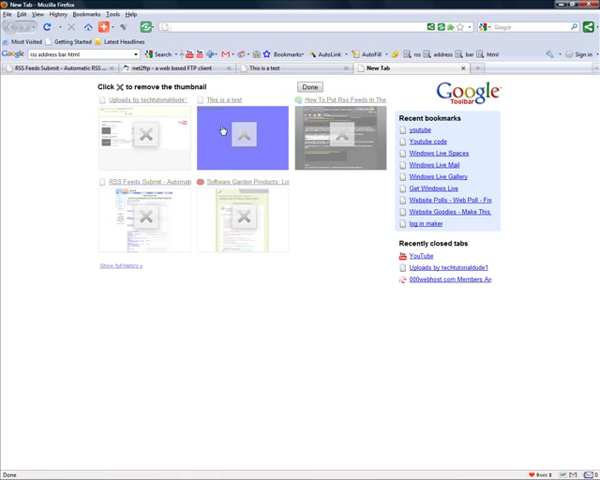 New Tab - Mozilla Firefox
File Edit View History Bookmarks Tools Help
Google
Most Visited Getting Started Latest Headlines
Google rss address bar html Search Bookmarks AutoLink AutoFill rss address bar html Sign in
RSS Feeds Submit - Automatic RSS ... net2ftp - a web based FTP client This is a test New Tab
Click X to remove the thumbnail Done
Uploads by techtutorialdude1 This is a test How To Put Rss Feeds In The
RSS Feeds Submit - Automati Software Garden Products: Lis
Show full history »
Google
Toolbar
Recent bookmarks
youtube
Youtube code
Windows Live Spaces
Windows Live Mail
Windows Live Gallery
Get Windows Live
Website Polls - Web Poll - Fre
Website Goodies - Make This
log in maker
Recently closed tabs
YouTube
Uploads by techtutorialdude1
000webhost.com Members Ar
Done